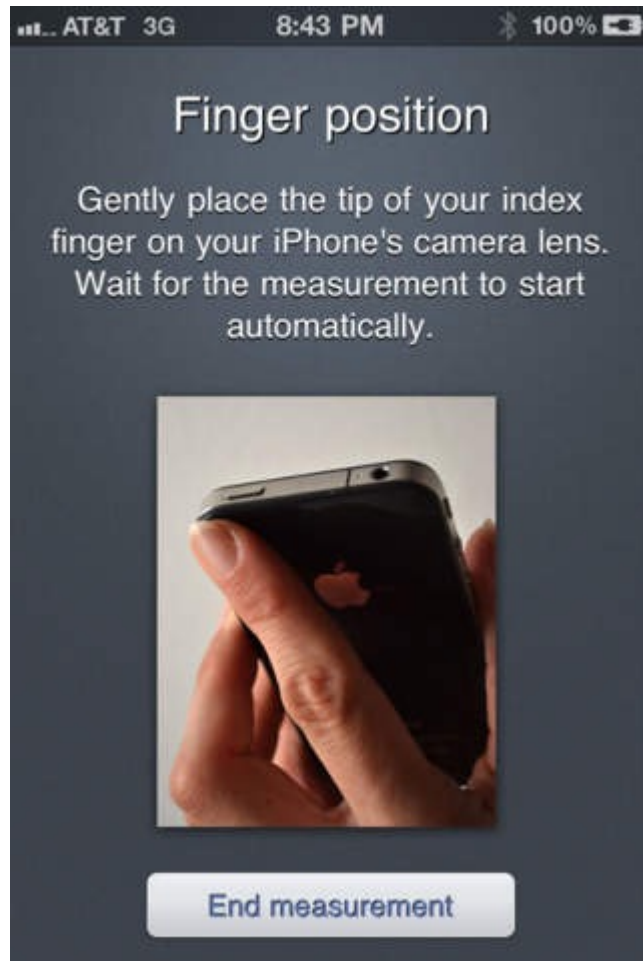 AT&T 3G 8:43 PM 100%
Finger position
Gently place the tip of your index
finger on your iPhone's camera lens.
Wait for the measurement to start
automatically.
End measurement